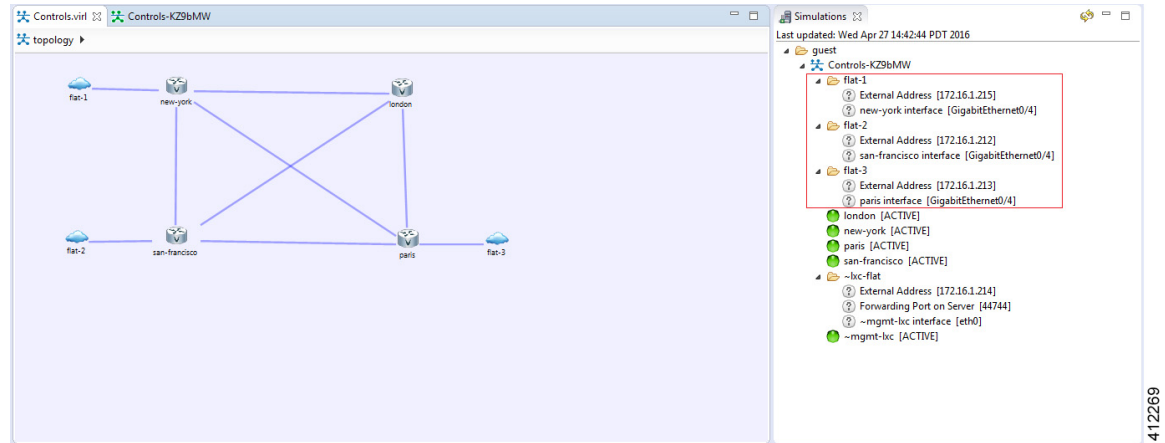 Controls.virl
Controls-KZ9bMW
topology
flat-1
new-york
london
flat-2
san-francisco
paris
flat-3
Simulations
Last updated: Wed Apr 27 14:42:44 PDT 2016
guest
Controls-KZ9bMW
flat-1
External Address [172.16.1.215]
new-york interface [GigabitEthernet0/4]
flat-2
External Address [172.16.1.212]
san-francisco interface [GigabitEthernet0/4]
flat-3
External Address [172.16.1.213]
paris interface [GigabitEthernet0/4]
london [ACTIVE]
new-york [ACTIVE]
paris [ACTIVE]
san-francisco [ACTIVE]
~lxc-flat
External Address [172.16.1.214]
Forwarding Port on Server [44744]
~mgmt-lxc interface [eth0]
~mgmt-lxc [ACTIVE]
412269